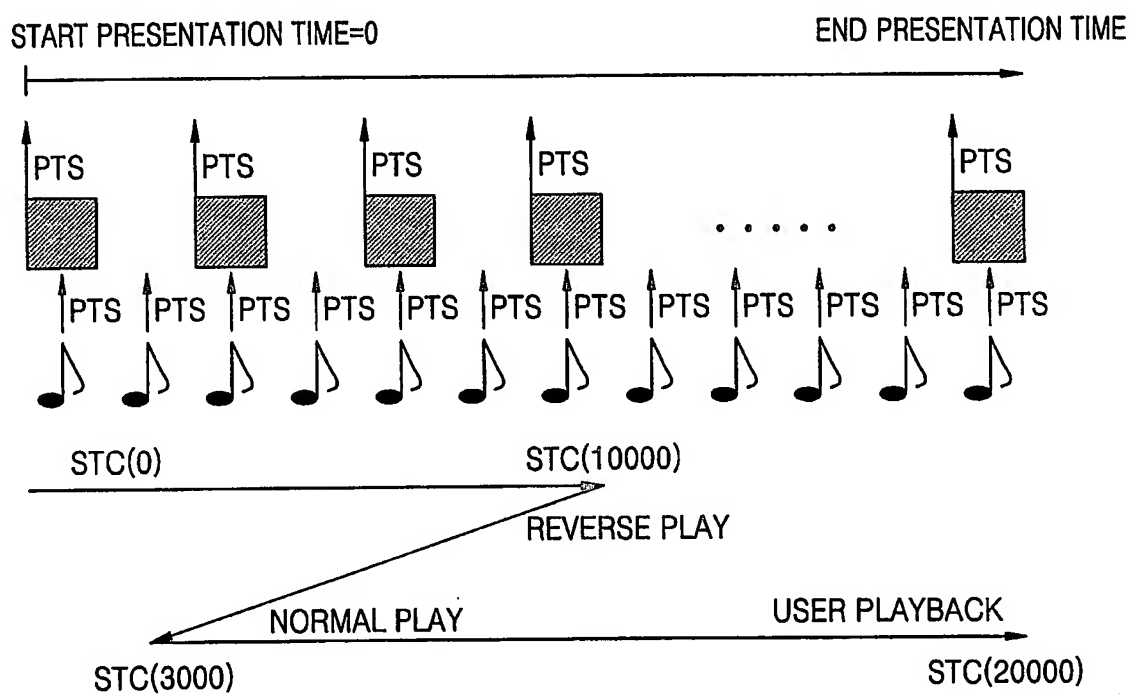 START PRESENTATION TIME=0 END PRESENTATION TIME
PTS PTS PTS PTS PTS
PTS PTS PTS PTS PTS PTS PTS PTS PTS PTS PTS PTS
STC(0) STC(10000)
REVERSE PLAY
NORMAL PLAY USER PLAYBACK
STC(3000) STC(20000)